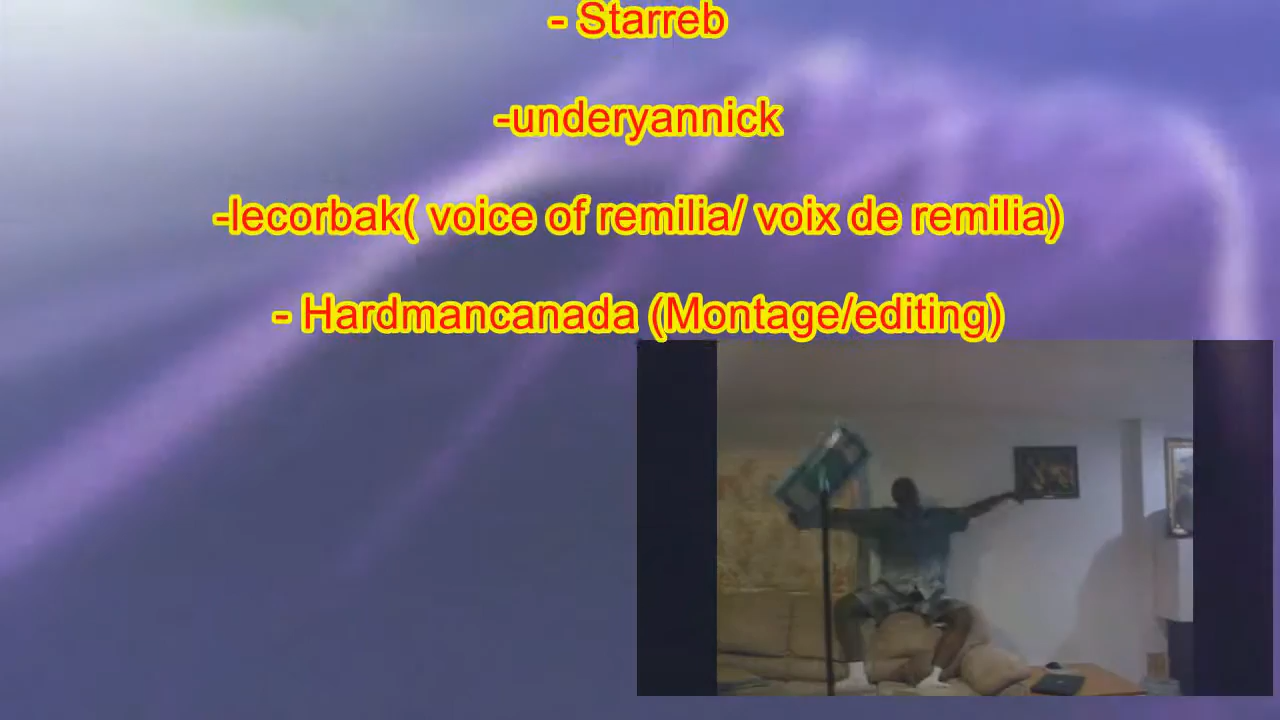 - Starreb
-underyannick
-lecorbak( voice of remilia/ voix de remilia)
- Hardmancanada (Montage/editing)